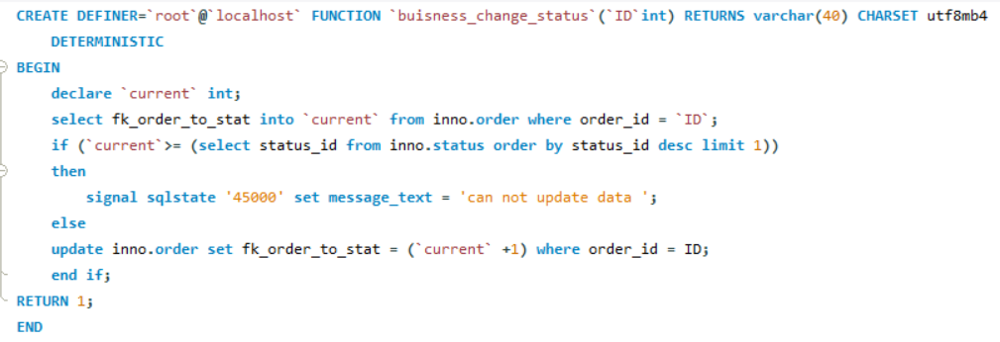 CREATE DEFINER=`root`@`localhost` FUNCTION `buisness_change_status`(`ID`int) RETURNS varchar(40) CHARSET utf8mb4
    DETERMINISTIC
BEGIN
    declare `current` int;
    select fk_order_to_stat into `current` from inno.order where order_id = `ID`;
    if (`current`>= (select status_id from inno.status order by status_id desc limit 1))
    then
        signal sqlstate '45000' set message_text = 'can not update data ';
    else
    update inno.order set fk_order_to_stat = (`current` +1) where order_id = ID;
    end if;
RETURN 1;
END